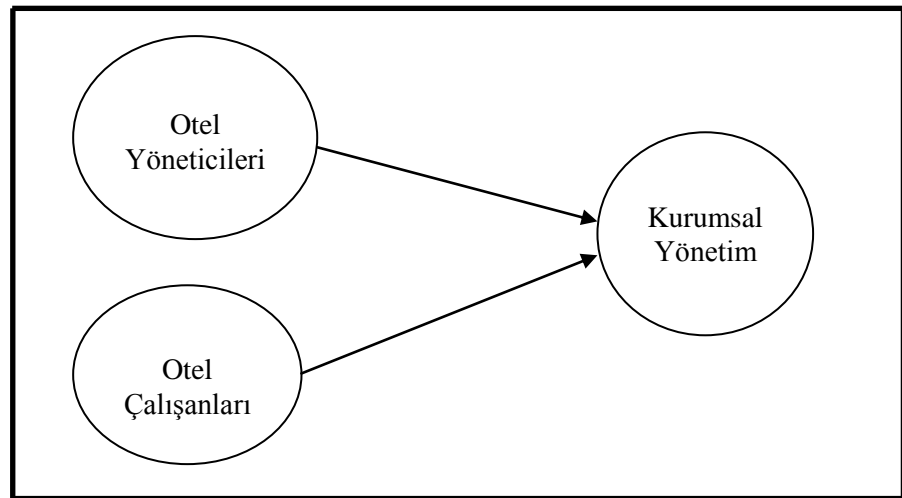 Otel
Yöneticileri
Kurumsal
Yönetim
Otel
Çalışanları